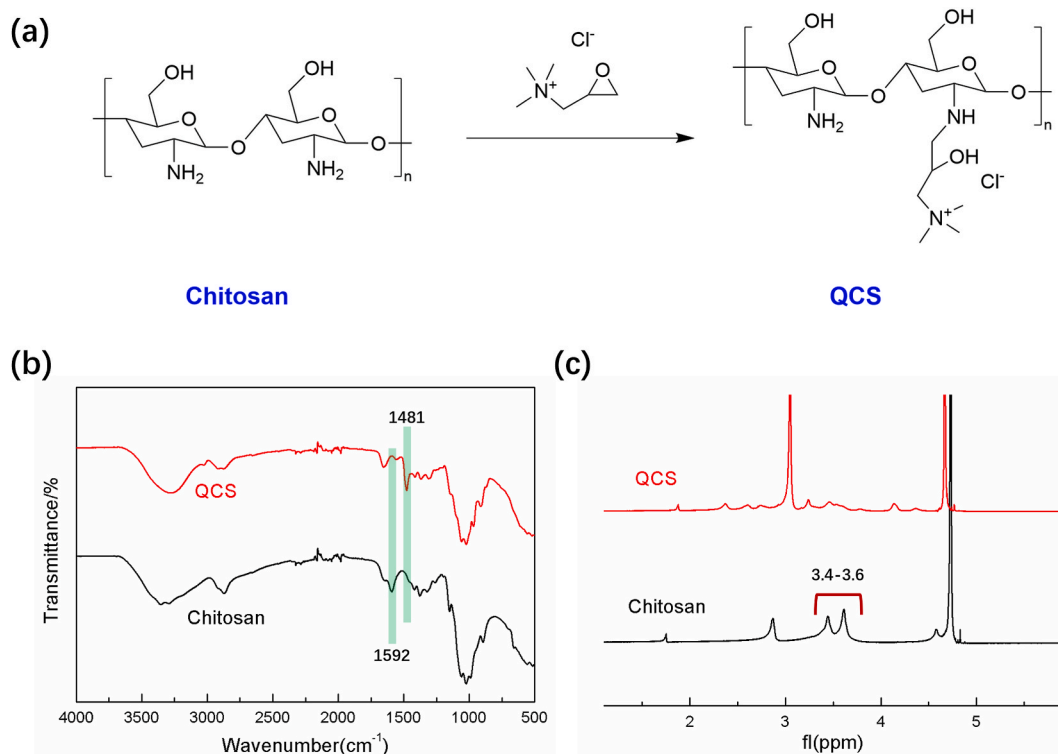 (a)
OH
OH
O
O
O
O
NH2
NH2
n
Cl-
N+
O
OH
OH
O
O
O
O
NH2
NH
n
OH
Cl-
N+
Chitosan
QCS
(b)
1481
QCS
Chitosan
1592
Transmittance/%
4000 3500 3000 2500 2000 1500 1000 500
Wavenumber(cm-1)
(c)
QCS
3.4-3.6
Chitosan
2 3 4 5
fl(ppm)